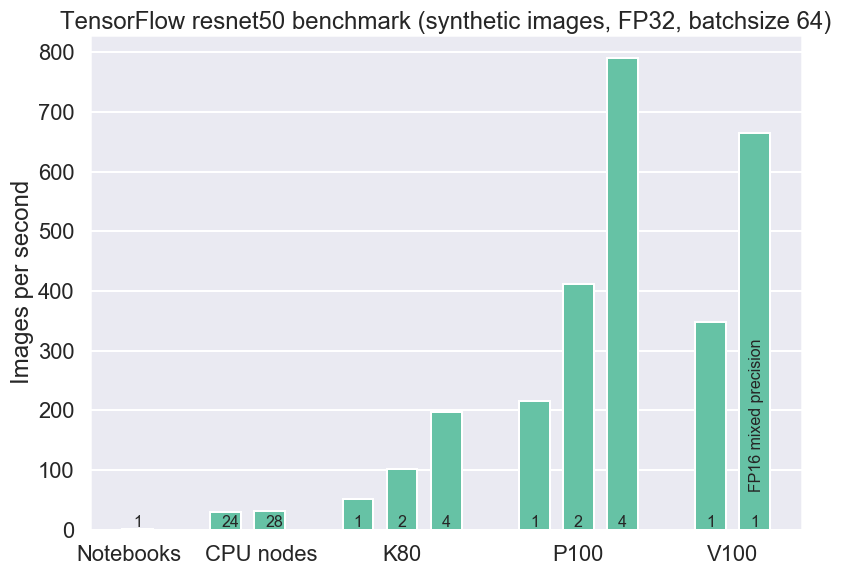 TensorFlow resnet50 benchmark (synthetic images, FP32, batchsize 64)
Images per second
800
700
600
500
400
300
200
100
0
1
24
28
1
2
4
1
2
4
1
FP16 mixed precision
1
Notebooks
CPU nodes
K80
P100
V100